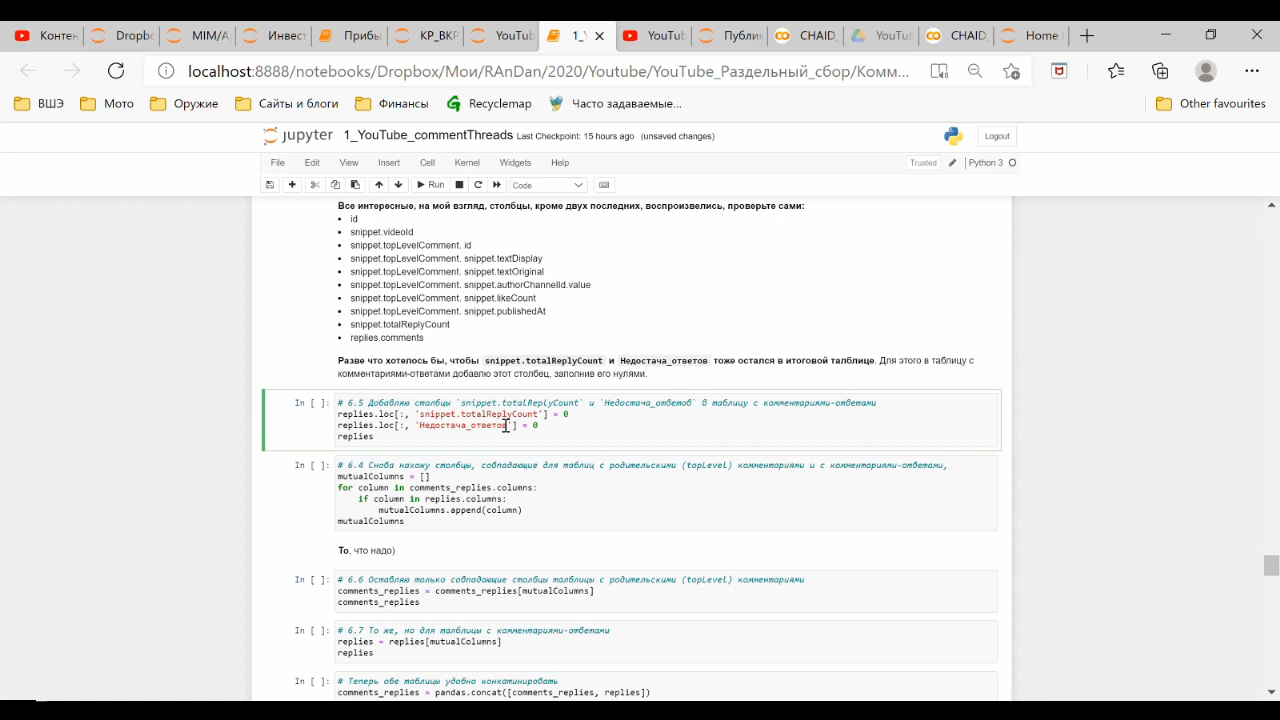 Контен
Dropbo
MIM/A
Инвест
Прибы
КР_ВКР
YouTub
1_Y
YouTub
Публик
CHAID_
YouTub
CHAID
Home
localhost:8888/notebooks/Dropbox/Мои/RAnDan/2020/Youtube/YouTube_Раздельный_сбор/Комм...
ВШЭ
Мото
Оружие
Сайты и блоги
Финансы
Recyclemap
Часто задаваемые...
Other favourites
jupyter 1_YouTube_commentThreads Last Checkpoint: 15 hours ago (unsaved changes)
Logout
File Edit View Insert Cell Kernel Widgets Help
Trusted
Python 3
Run
Code
Все интересные, на мой взгляд, столбцы, кроме двух последних, воспроизвелись, проверьте сами:
• id
• snippet.videoId
• snippet.topLevelComment. id
• snippet.topLevelComment. snippet.textDisplay
• snippet.topLevelComment. snippet.textOriginal
• snippet.topLevelComment. snippet.authorChannelId.value
• snippet.topLevelComment. snippet.likeCount
• snippet.topLevelComment. snippet.publishedAt
• snippet.totalReplyCount
• replies.comments
Разве что хотелось бы, чтобы snippet.totalReplyCount и Недостача_ответов тоже остался в итоговой талблице. Для этого в таблицу с
комментариями-ответами добавлю этот столбец, заполнив его нулями.
In [ ]: # 6.5 Добавляю столбцы `snippet.totalReplyCount` и `Недостача_ответов` в таблицу с комментариями-ответами
replies.loc[:, 'snippet.totalReplyCount'] = 0
replies.loc[:, 'Недостача_ответов'] = 0
replies
In [ ]: # 6.4 Снова нахожу столбцы, совпадающие для таблиц с родительскими (topLevel) комментариями и с комментариями-ответами,
mutualColumns = []
for column in comments_replies.columns:
if column in replies.columns:
mutualColumns.append(column)
mutualColumns
То, что надо)
In [ ]: # 6.6 Оставляю только совпадающие столбцы талблицы с родительскими (topLevel) комментариями
comments_replies = comments_replies[mutualColumns]
comments_replies
In [ ]: # 6.7 То же, но для талблицы с комментариями-ответами
replies = replies[mutualColumns]
replies
In [ ]: # Теперь обе таблицы удобно конкатинировать
comments_replies = pandas.concat([comments_replies, replies])